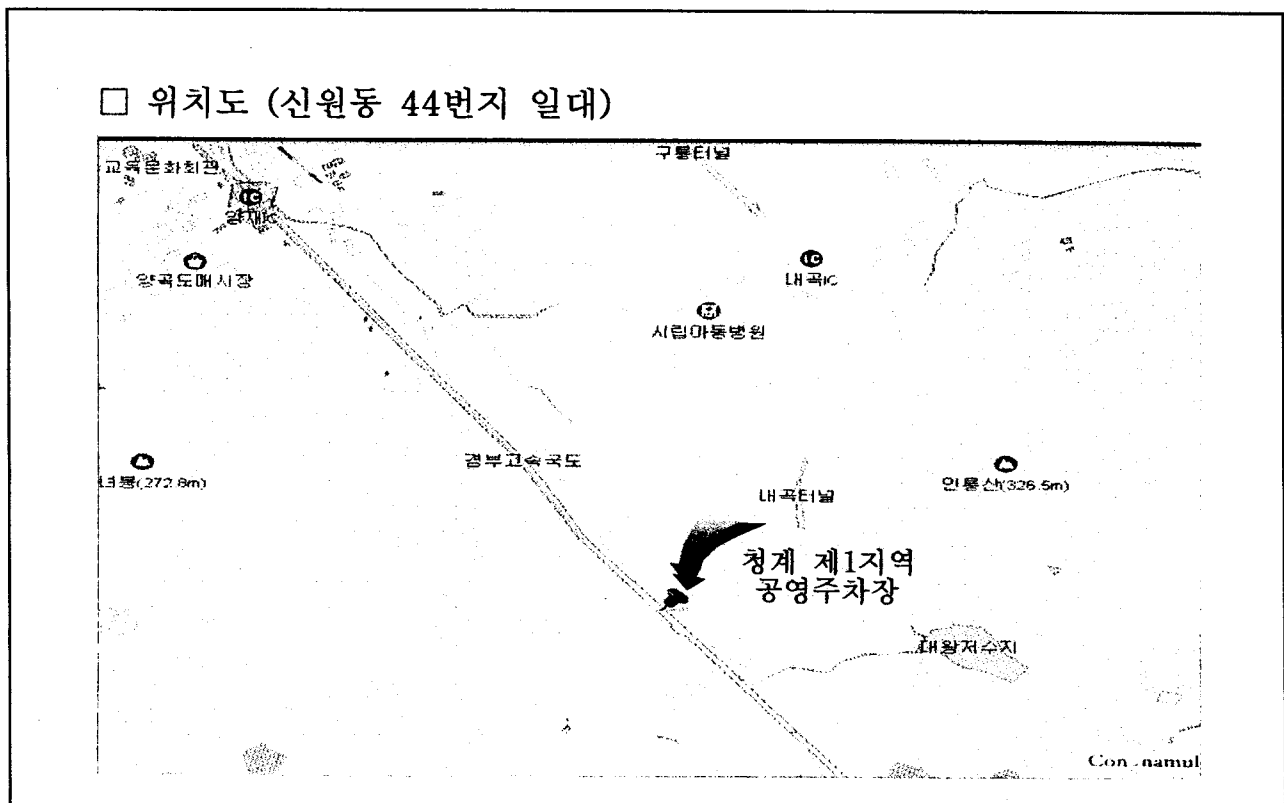 □ 위치도 (신원동 44번지 일대)
구룡터널
교육문화회관
양재IC
내곡IC
양곡도매시장
시립아동병원
경부고속국도
(272.8m)
인릉산(326.5m)
내곡터널
청계 제1지역
공영주차장
대왕저수지
namul